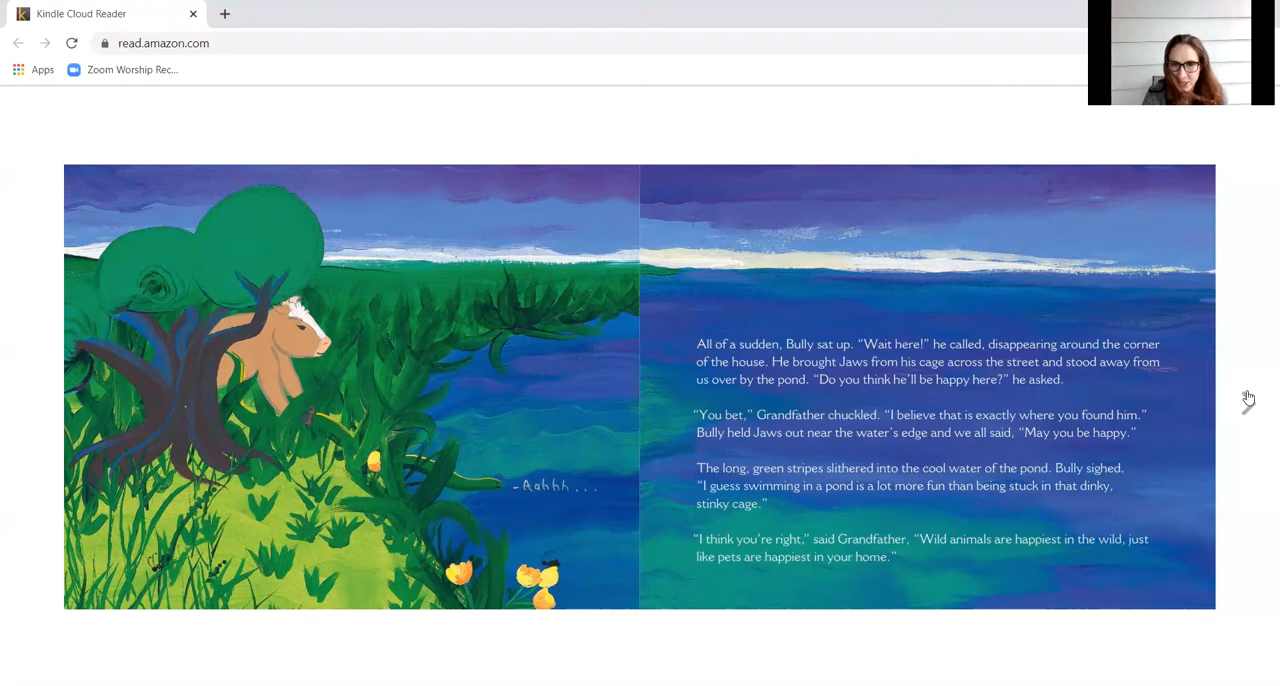 Kindle Cloud Reader
read.amazon.com
Apps
Zoom Worship Rec...
-Aahhh...
All of a sudden, Bully sat up. “Wait here!” he called, disappearing around the corner
of the house. He brought Jaws from his cage across the street and stood away from
us over by the pond. “Do you think he’ll be happy here?” he asked.
“You bet,” Grandfather chuckled. “I believe that is exactly where you found him.”
Bully held Jaws out near the water’s edge and we all said, “May you be happy.”
The long, green stripes slithered into the cool water of the pond. Bully sighed.
“I guess swimming in a pond is a lot more fun than being stuck in that dinky,
stinky cage.”
“I think you’re right,” said Grandfather, “Wild animals are happiest in the wild, just
like pets are happiest in your home.”